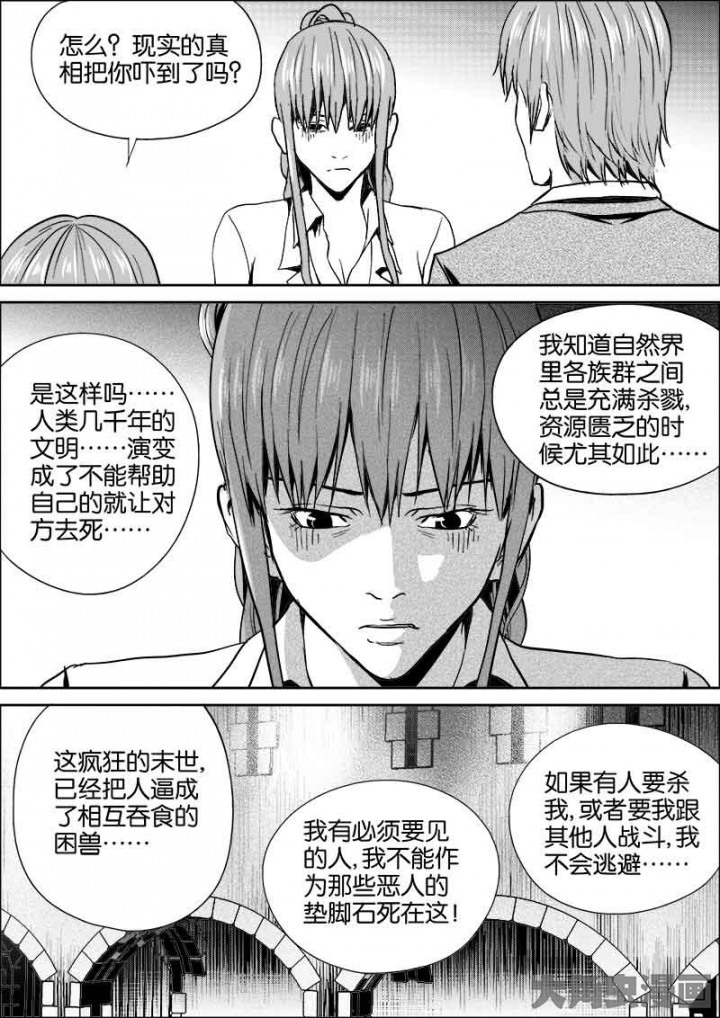 怎么？现实的真
相把你吓到了吗？
我知道自然界
里各族群之间
总是充满杀戮，
资源匮乏的时
候尤其如此……
是这样吗……
人类几千年的
文明……演变
成了不能帮助
自己的就让对
方去死……
如果有人要杀
我，或者要我跟
其他人战斗，我
不会逃避……
我有必须要见
的人，我不能作
为那些恶人的
垫脚石死在这！
这疯狂的末世，
已经把人逼成
了相互吞食的
困兽……